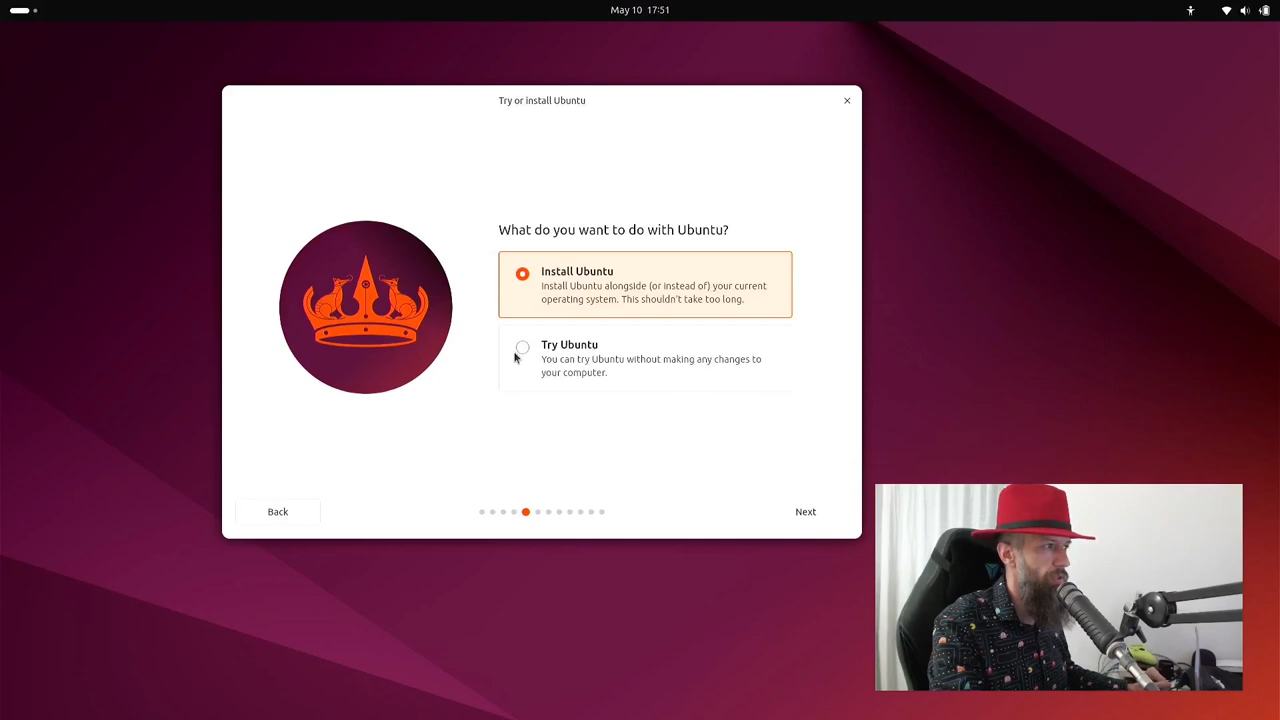 May 10 17:51
Try or install Ubuntu
What do you want to do with Ubuntu?
Install Ubuntu
Install Ubuntu alongside (or instead of) your current
operating system. This shouldn't take too long.
Try Ubuntu
You can try Ubuntu without making any changes to
your computer.
Back
Next